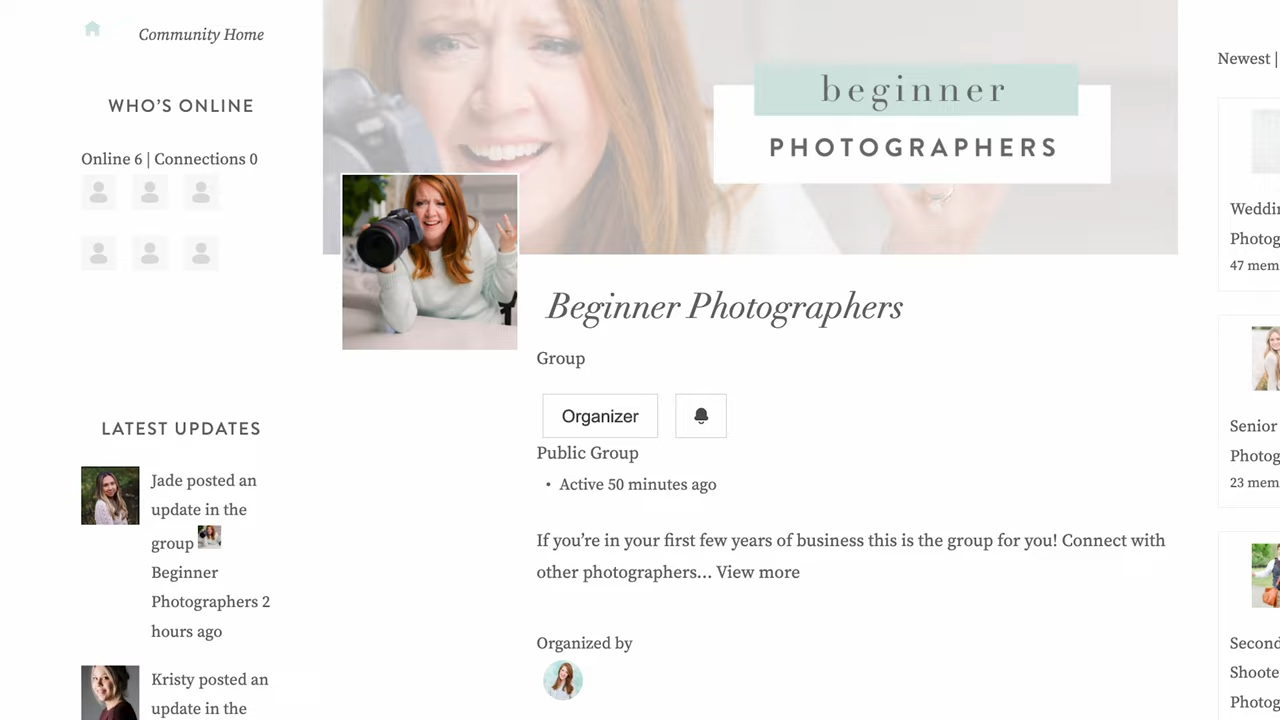 Community Home
WHO'S ONLINE
Online 6 | Connections 0
LATEST UPDATES
Jade posted an
update in the
group
Beginner
Photographers 2
hours ago
Kristy posted an
update in the
beginner
PHOTOGRAPHERS
Beginner Photographers
Group
Organizer
Public Group
• Active 50 minutes ago
If you’re in your first few years of business this is the group for you! Connect with
other photographers... View more
Organized by
Newest |
Weddin
Photog
47 mem
Senior
Photog
23 mem
Second
Shoote
Photog